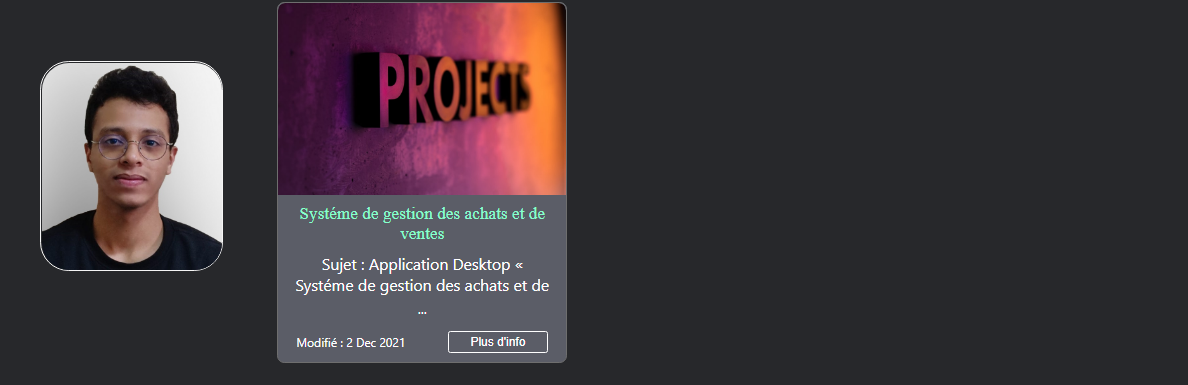 PROJECTS
Systéme de gestion des achats et de
ventes
Sujet : Application Desktop «
Systéme de gestion des achats et de
...
Modifié : 2 Dec 2021
Plus d'info